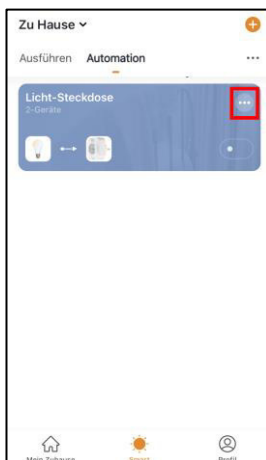 Zu Hause
Ausführen Automation
Licht-Steckdose
2-Geräte
Mein Zuhause Smart Profil